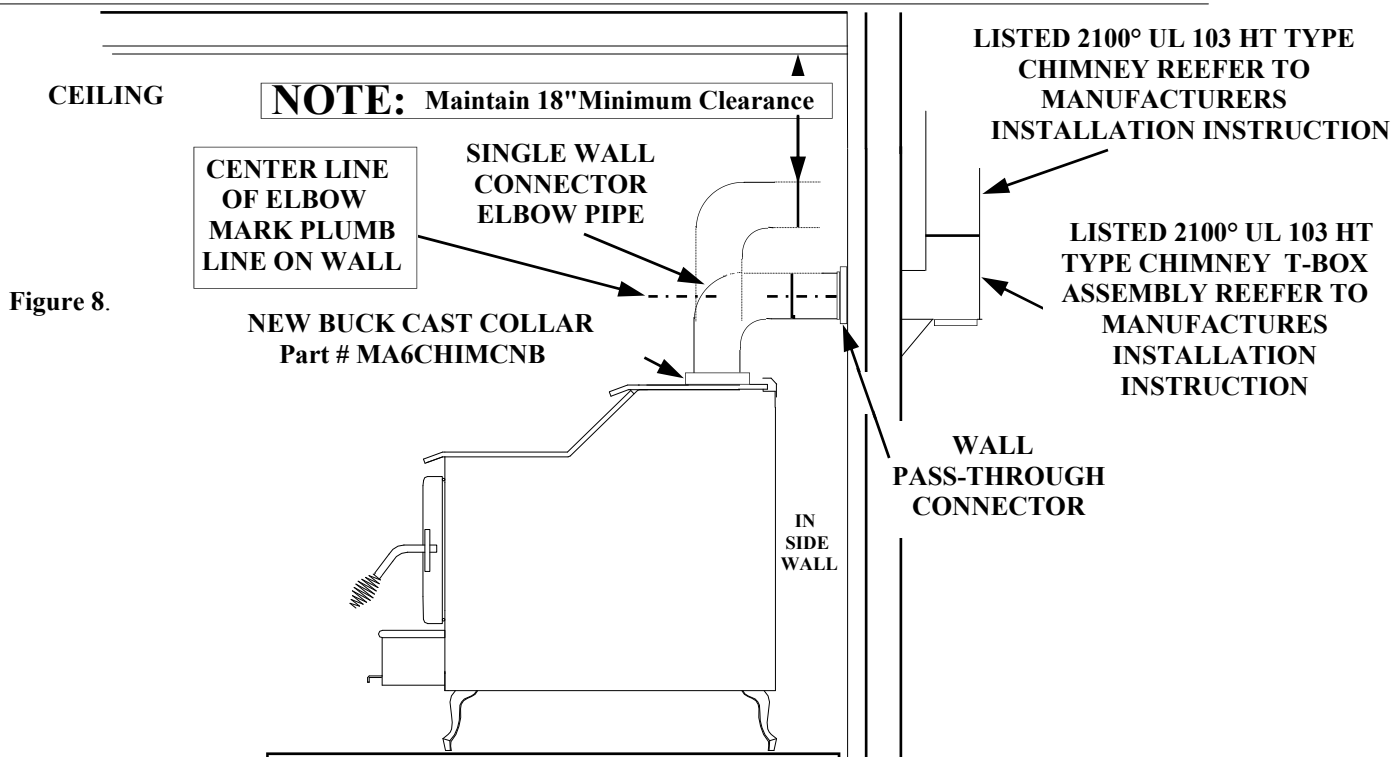 LISTED 2100° UL 103 HT TYPE
CHIMNEY REEFER TO
MANUFACTURERS
INSTALLATION INSTRUCTION
CEILING
NOTE: Maintain 18"Minimum Clearance
CENTER LINE
OF ELBOW
MARK PLUMB
LINE ON WALL
SINGLE WALL
CONNECTOR
ELBOW PIPE
LISTED 2100° UL 103 HT
TYPE CHIMNEY T-BOX
ASSEMBLY REEFER TO
MANUFACTURES
INSTALLATION
INSTRUCTION
Figure 8.
NEW BUCK CAST COLLAR
Part # MA6CHIMCNB
WALL
PASS-THROUGH
CONNECTOR
IN
SIDE
WALL